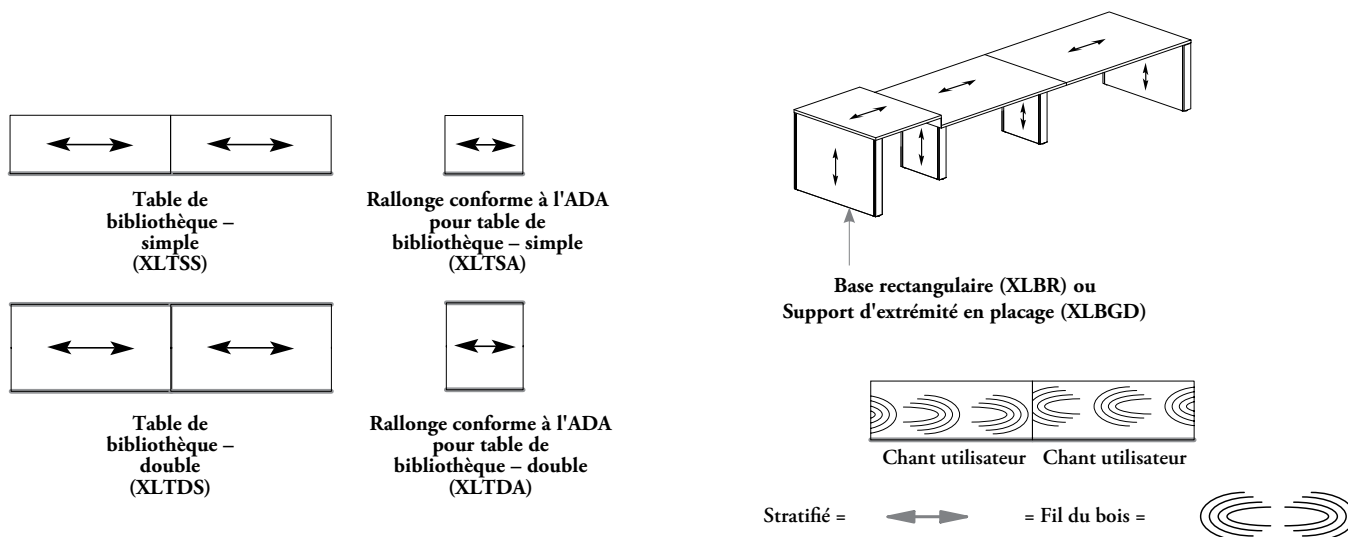 Table de
bibliothèque –
simple
(XLTSS)
Rallonge conforme à l'ADA
pour table de
bibliothèque – simple
(XLTSA)
Table de
bibliothèque –
double
(XLTDS)
Rallonge conforme à l'ADA
pour table de
bibliothèque – double
(XLTDA)
Base rectangulaire (XLBR) ou
Support d'extrémité en placage (XLBGD)
Chant utilisateur Chant utilisateur
Stratifié = = Fil du bois =